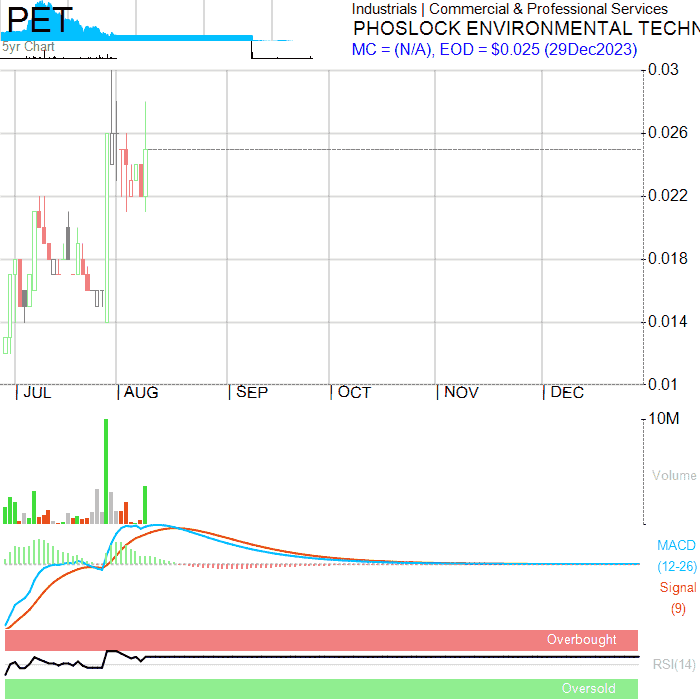 PET
5yr Chart
Industrials | Commercial & Professional Services
PHOSLOCK ENVIRONMENTAL TECHN
MC = (N/A), EOD = $0.025 (29Dec2023)
0.03
0.026
0.022
0.018
0.014
0.01
JUL AUG SEP OCT NOV DEC
10M
Volume
MACD
(12-26)
Signal
(9)
Overbought
RSI(14)
Oversold